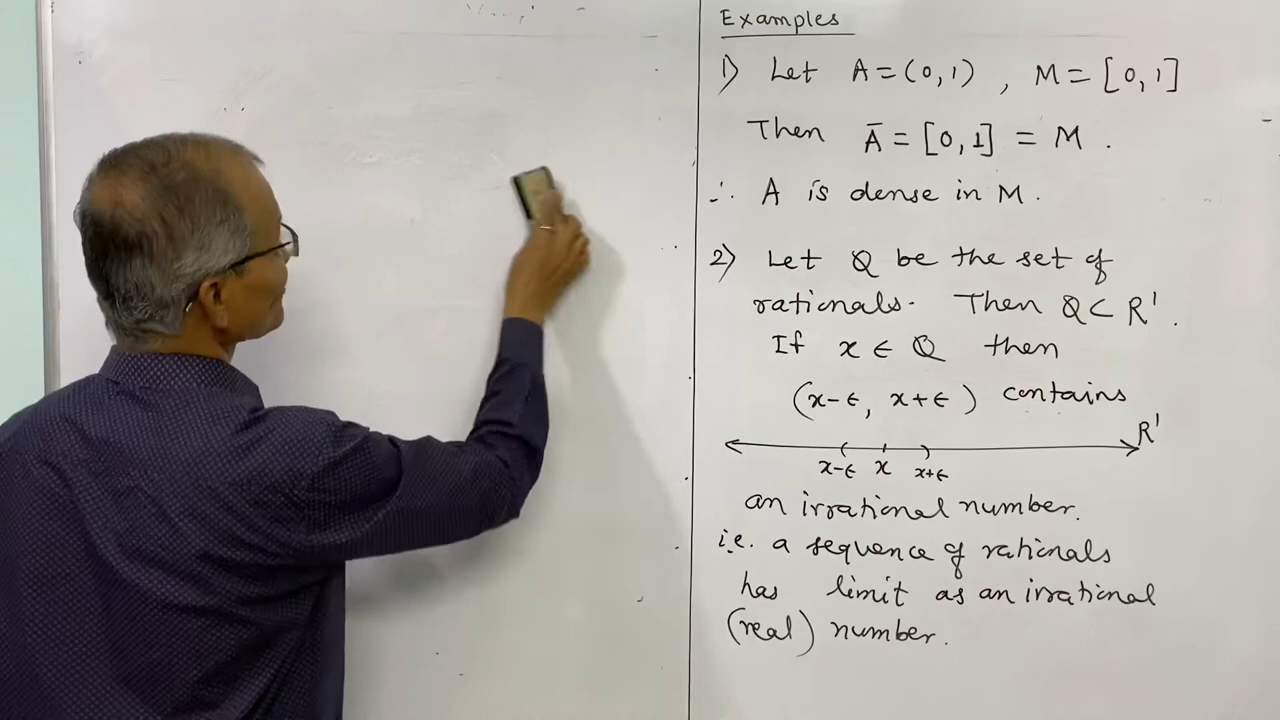 Examples
1) Let A = (0, 1) , M = [0, 1]
Then Ā = [0, 1] = M .
∴ A is dense in M.
2) Let Q be the set of
rationals. Then Q ⊂ R'.
If x ∈ Q then
(x-ϵ, x+ϵ) contains
R'
x-ϵ x x+ϵ
an irrational number.
i.e. a sequence of rationals
has limit as an irrational
(real) number.